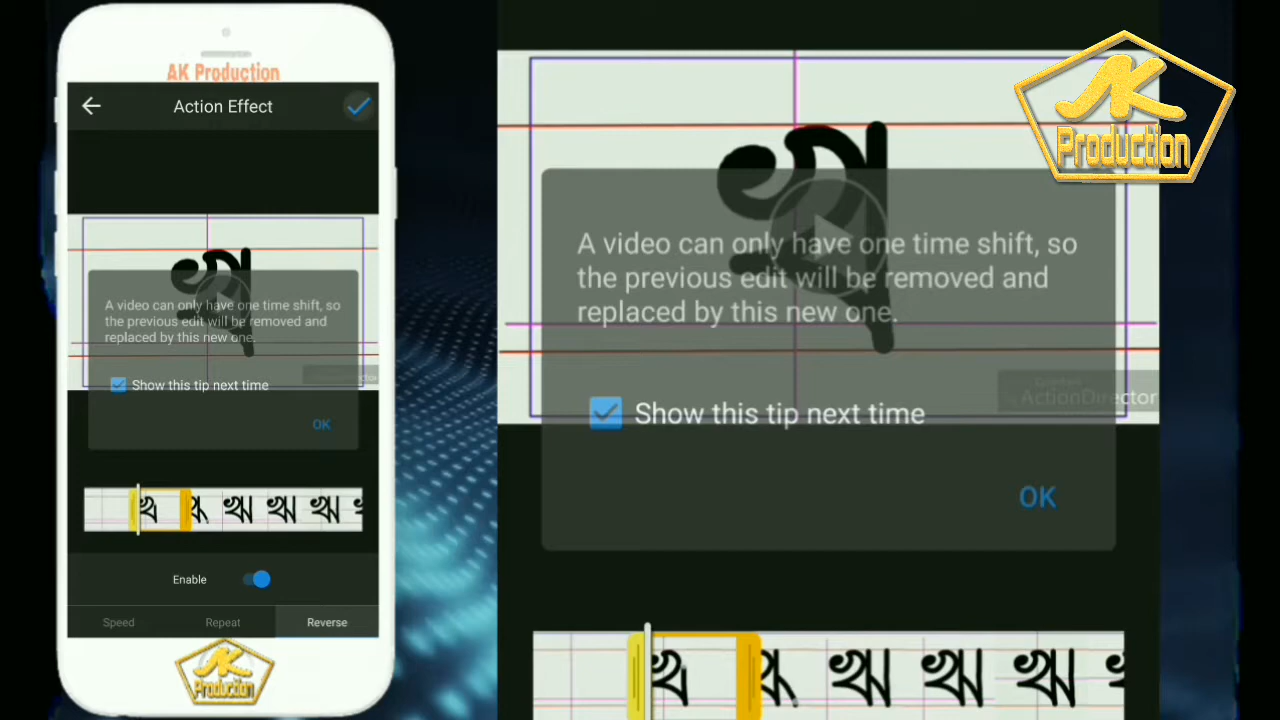 AK Production
Action Effect
A video can only have one time shift, so
the previous edit will be removed and
replaced by this new one.
Show this tip next time
OK
Enable
Speed
Repeat
Reverse
AK
Production
A video can only have one time shift, so
the previous edit will be removed and
replaced by this new one.
ActionDirector
Show this tip next time
OK
AK
Production